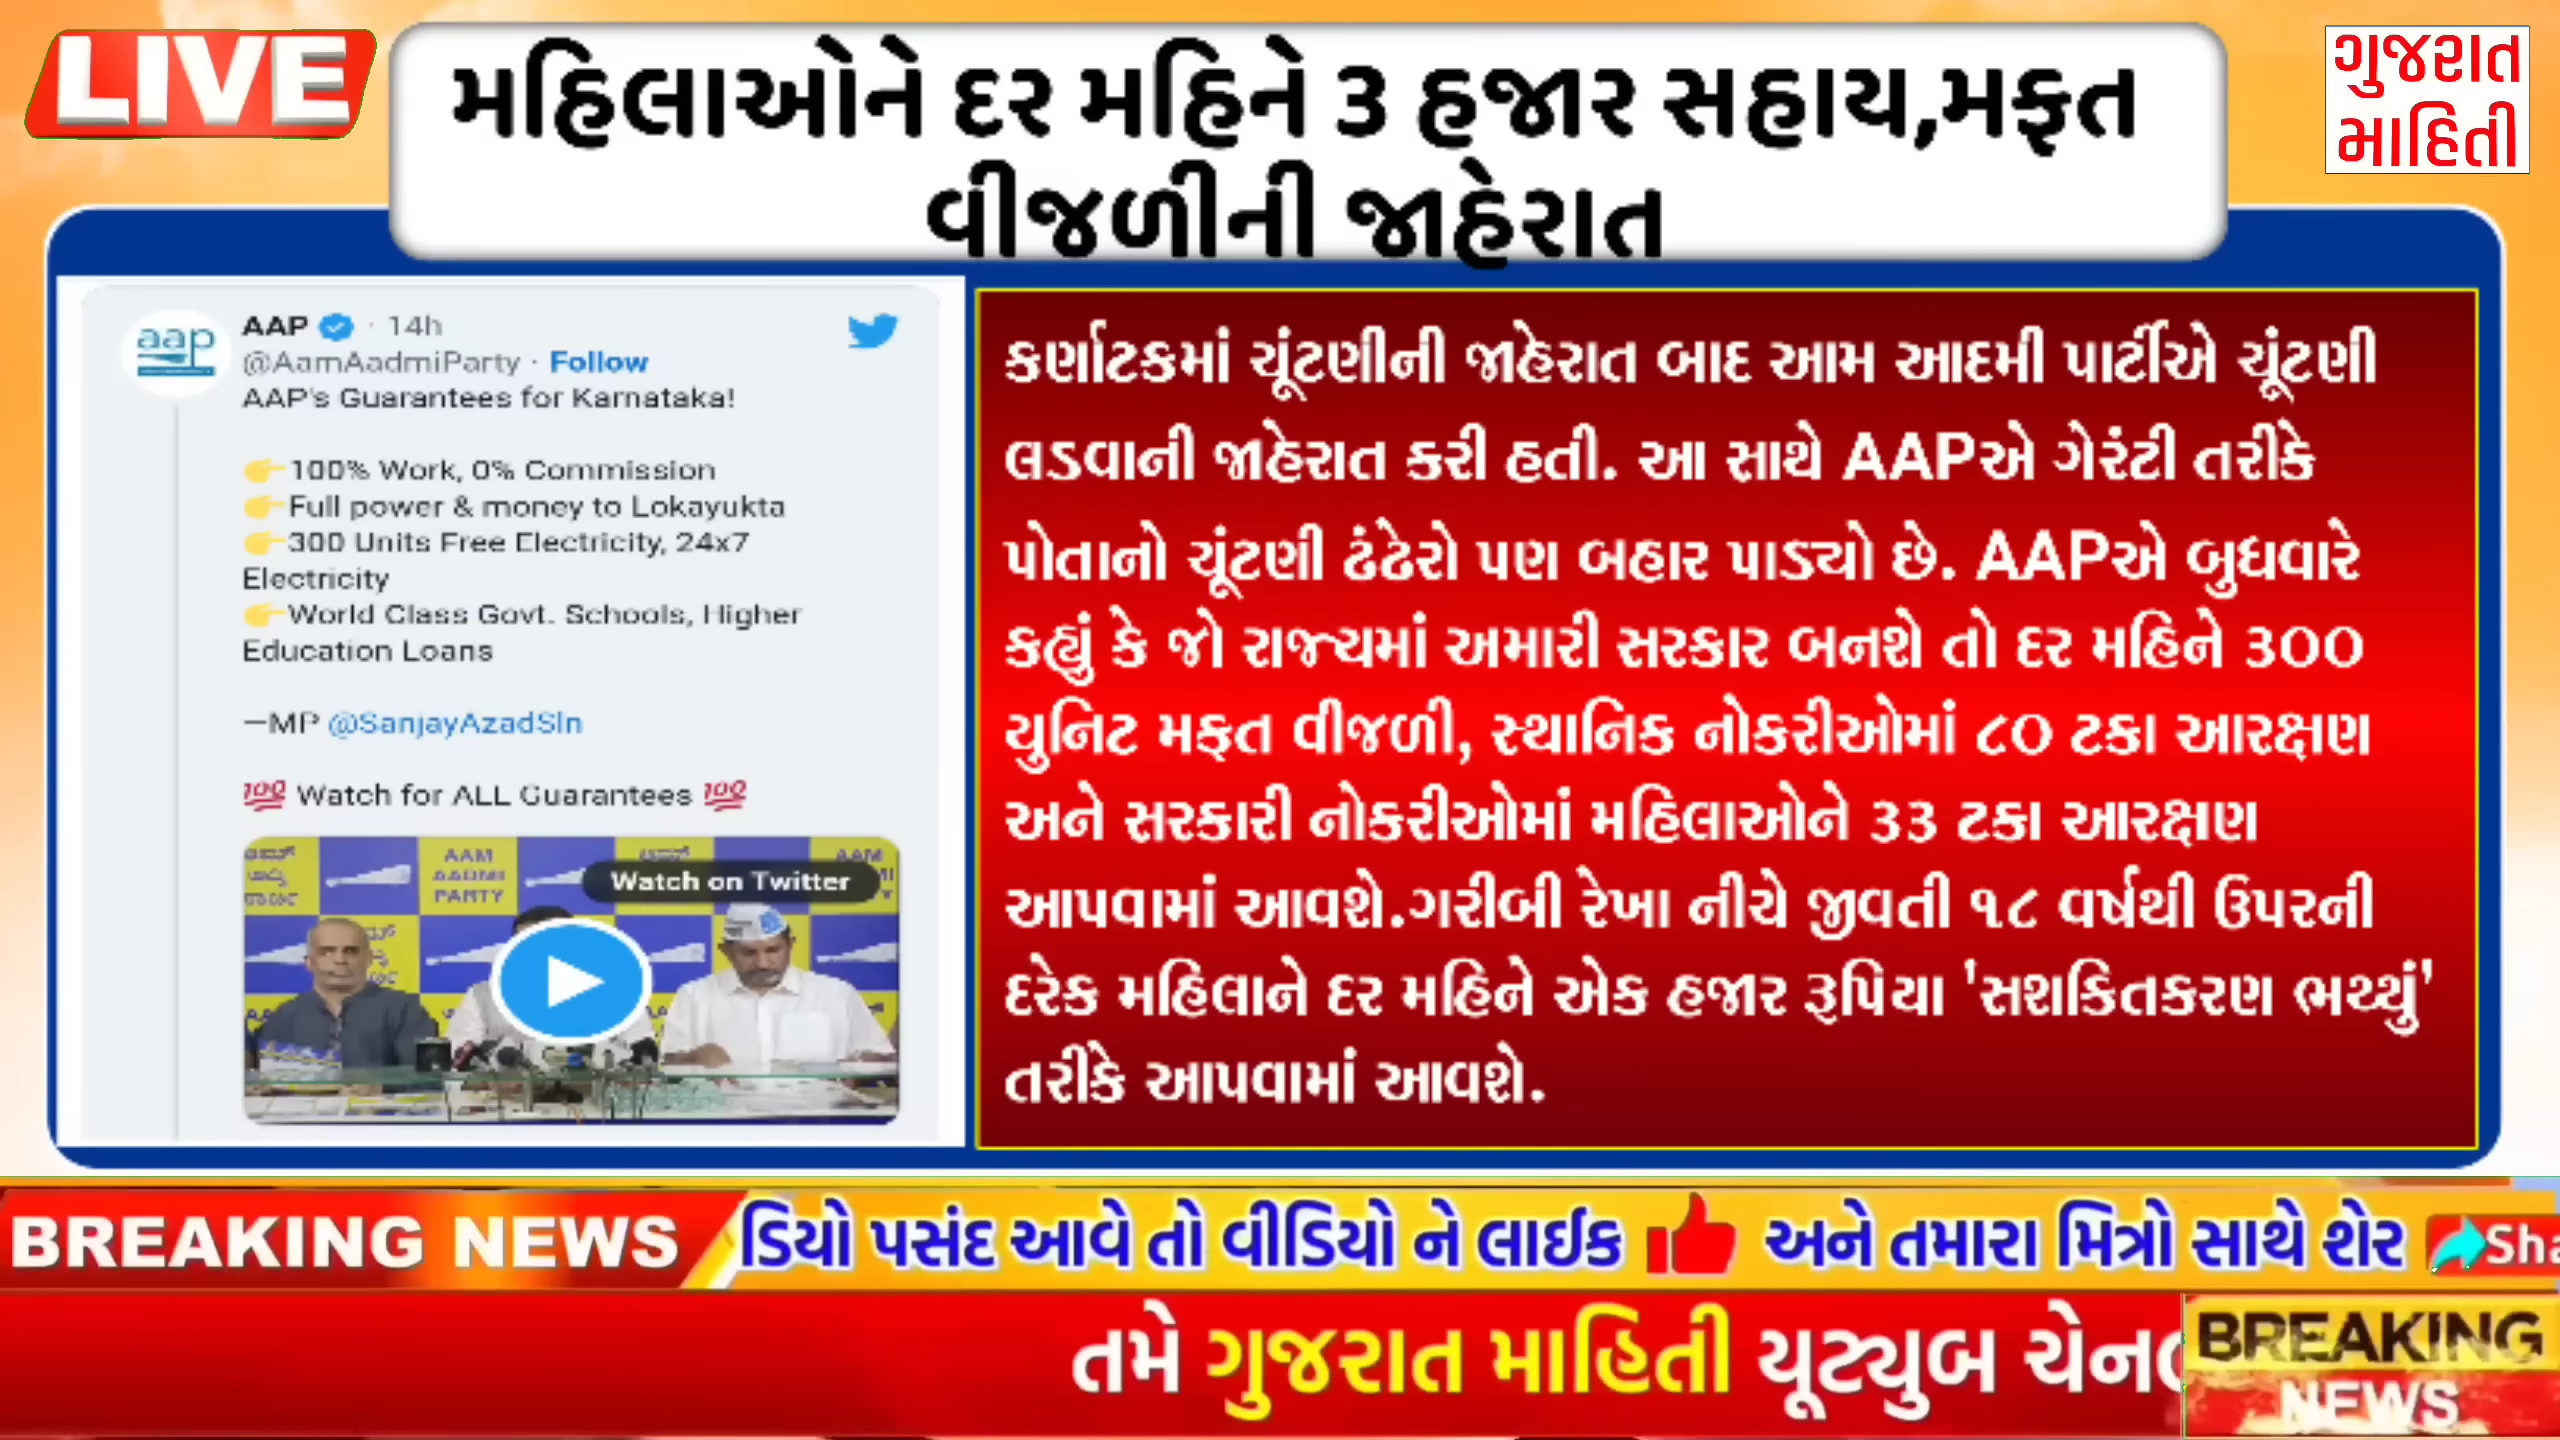 LIVE
મહિલાઓને દર મહિને 3 હજાર સહાય,મફત
વીજળીની જાહેરાત
ગુજરાત
માહિતી
aap
AAP · 14h
@AamAadmiParty · Follow
AAP's Guarantees for Karnataka!
👉100% Work, 0% Commission
👉Full power & money to Lokayukta
👉300 Units Free Electricity, 24x7
Electricity
👉World Class Govt. Schools, Higher
Education Loans
—MP @SanjayAzadSln
💯 Watch for ALL Guarantees 💯
AAM
AADMI
PARTY
Watch on Twitter
કર્ણાટકમાં ચૂંટણીની જાહેરાત બાદ આમ આદમી પાર્ટીએ ચૂંટણી
લડવાની જાહેરાત કરી હતી. આ સાથે AAPએ ગેરંટી તરીકે
પોતાનો ચૂંટણી ઢંઢેરો પણ બહાર પાડ્યો છે. AAPએ બુધવારે
કહ્યું કે જો રાજ્યમાં અમારી સરકાર બનશે તો દર મહિને ૩૦૦
યુનિટ મફત વીજળી, સ્થાનિક નોકરીઓમાં ૮૦ ટકા આરક્ષણ
અને સરકારી નોકરીઓમાં મહિલાઓને ૩૩ ટકા આરક્ષણ
આપવામાં આવશે.ગરીબી રેખા નીચે જીવતી ૧૮ વર્ષથી ઉપરની
દરેક મહિલાને દર મહિને એક હજાર રૂપિયા 'સશકિતકરણ ભથ્થું'
તરીકે આપવામાં આવશે.
BREAKING NEWS
ડિયો પસંદ આવે તો વીડિયો ને લાઈક 👍 અને તમારા મિત્રો સાથે શેર Sha
તમે ગુજરાત માહિતી યૂટ્યુબ ચેનલ
BREAKING
NEWS